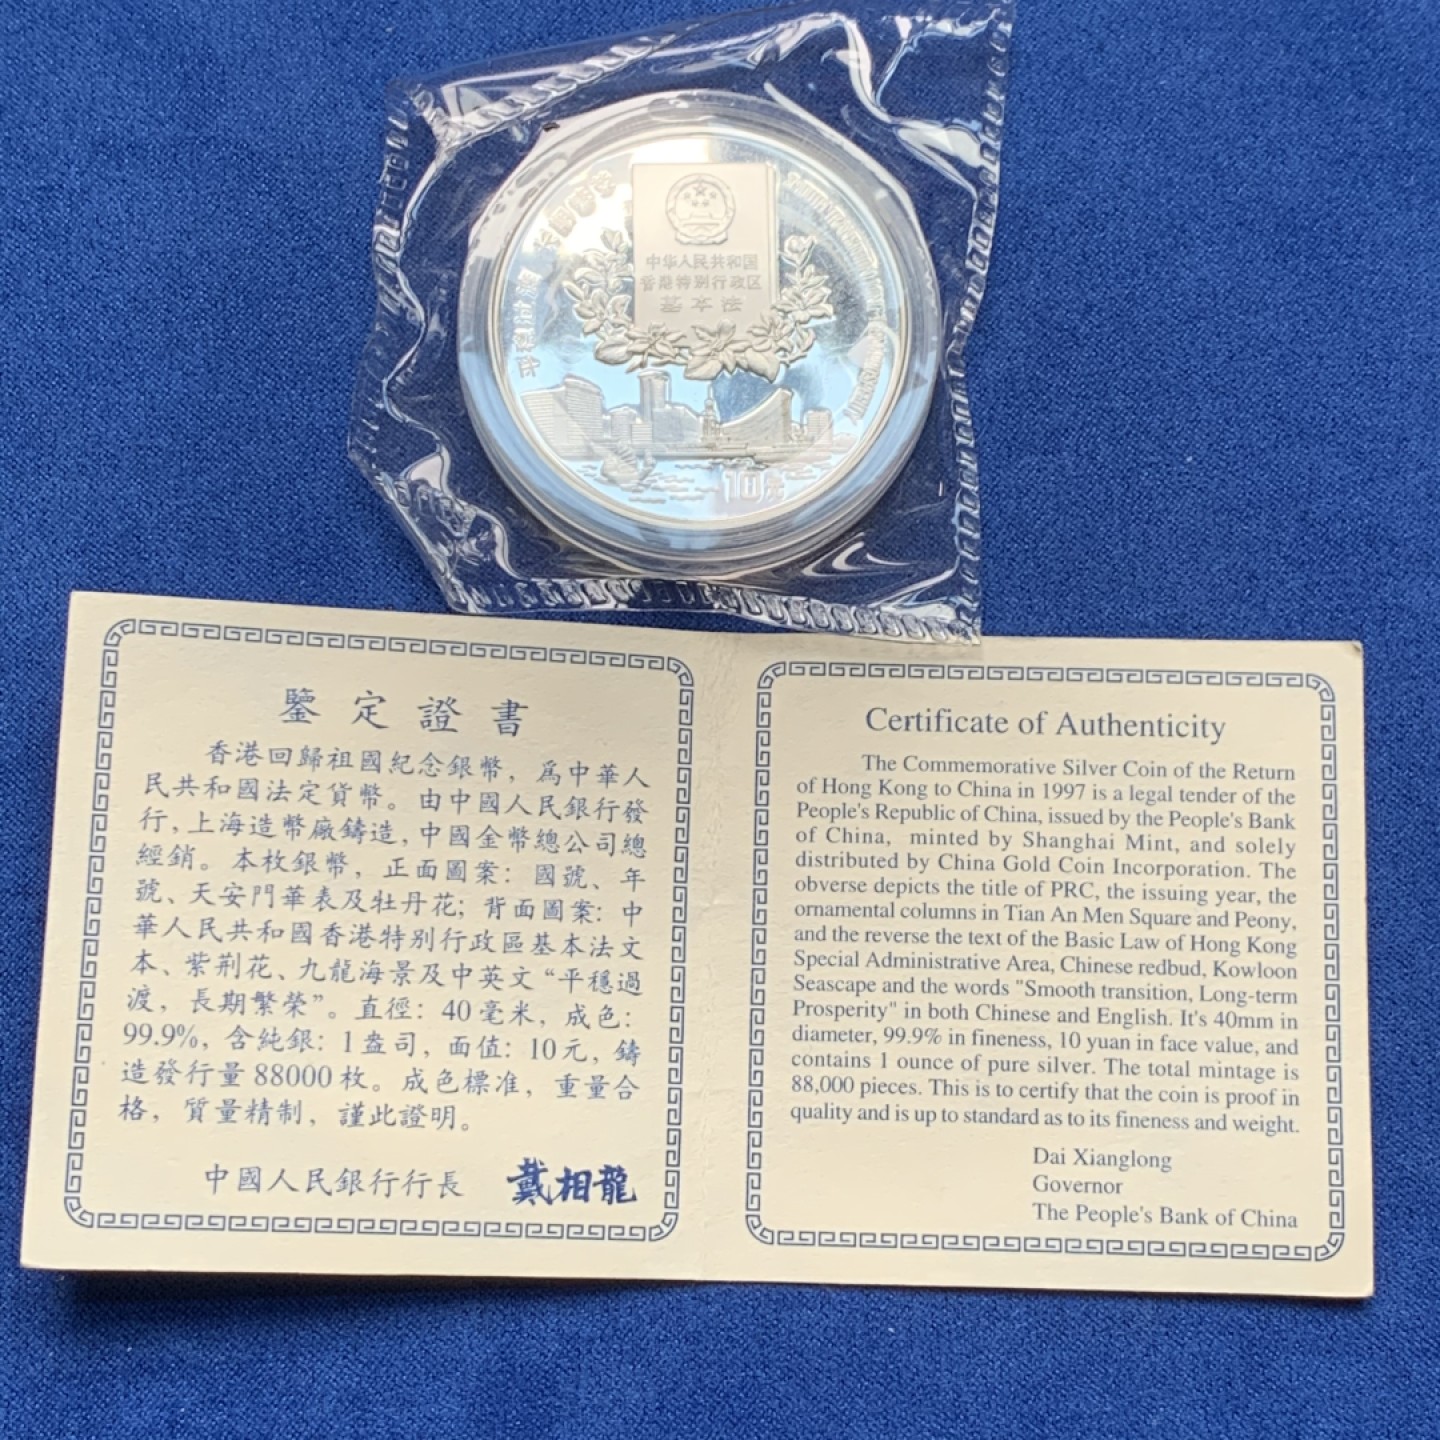 中华人民共和国
香港特别行政区
基本法
10元
鑒定證書
香港回歸祖國紀念銀幣，爲中華人
民共和國法定貨幣。由中國人民銀行發
行，上海造幣廠鑄造，中國金幣總公司總
經銷。本枚銀幣，正面圖案：國號、年
號、天安門華表及牡丹花；背面圖案：中
華人民共和國香港特別行政區基本法文
本、紫荆花、九龍海景及中英文“平穩過
渡，長期繁榮”。直徑：40毫米，成色：
99.9%，含純銀：1盎司，面值：10元，鑄
造發行量88000枚。成色標准，重量合
格，質量精制，謹此證明。
中國人民銀行行長 戴相龍
Certificate of Authenticity
The Commemorative Silver Coin of the Return
of Hong Kong to China in 1997 is a legal tender of the
People's Republic of China, issued by the People's Bank
of China, minted by Shanghai Mint, and solely
distributed by China Gold Coin Incorporation. The
obverse depicts the title of PRC, the issuing year, the
ornamental columns in Tian An Men Square and Peony,
and the reverse the text of the Basic Law of Hong Kong
Special Administrative Area, Chinese redbud, Kowloon
Seascape and the words "Smooth transition, Long-term
Prosperity" in both Chinese and English. It's 40mm in
diameter, 99.9% in fineness, 10 yuan in face value, and
contains 1 ounce of pure silver. The total mintage is
88,000 pieces. This is to certify that the coin is proof in
quality and is up to standard as to its fineness and weight.
Dai Xianglong
Governor
The People's Bank of China